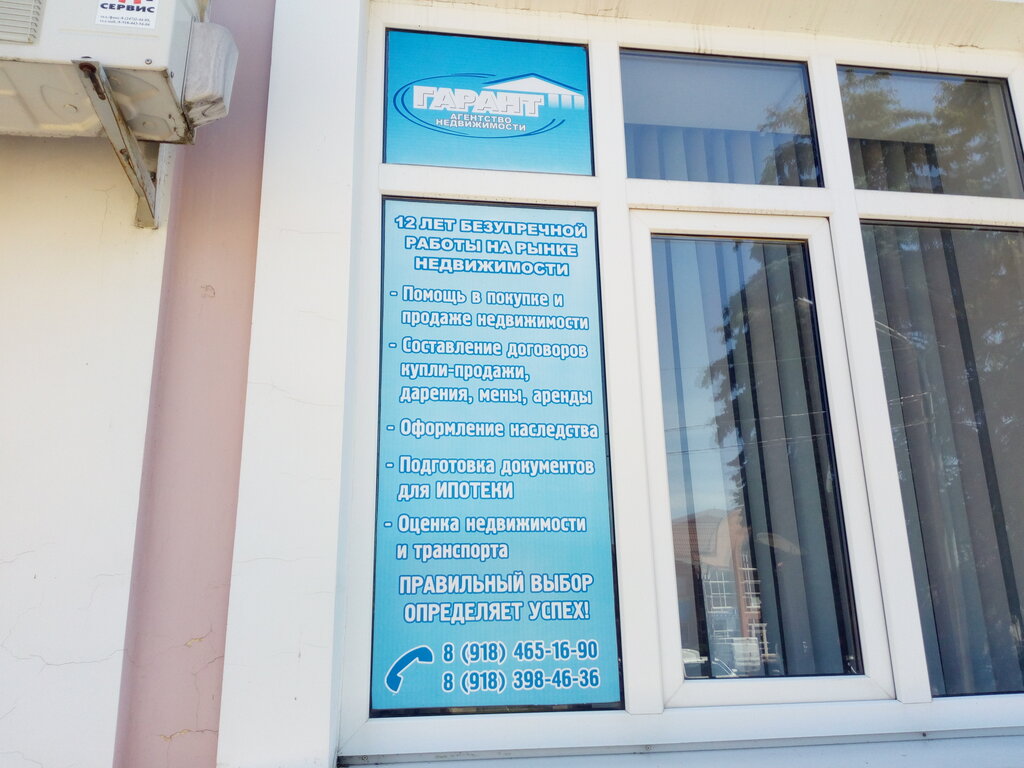 СЕРВИС
ГАРАНТ
АГЕНТСТВО
НЕДВИЖИМОСТИ
12 ЛЕТ БЕЗУПРЕЧНОЙ
РАБОТЫ НА РЫНКЕ
НЕДВИЖИМОСТИ
- Помощь в покупке и
продаже недвижимости
- Составление договоров
купли-продажи,
дарения, мены, аренды
- Оформление наследства
- Подготовка документов
для ИПОТЕКИ
- Оценка недвижимости
и транспорта
ПРАВИЛЬНЫЙ ВЫБОР
ОПРЕДЕЛЯЕТ УСПЕХ!
8 (918) 465-16-90
8 (918) 398-46-36